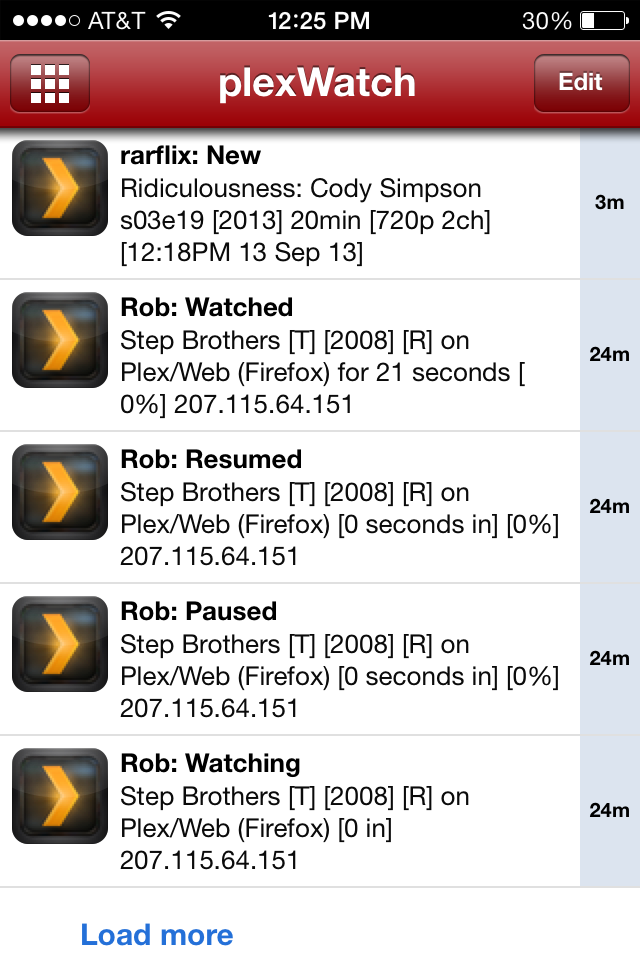 AT&T 12:25 PM 30%
plexWatch Edit
rarflix: New
Ridiculousness: Cody Simpson
s03e19 [2013] 20min [720p 2ch]
[12:18PM 13 Sep 13]
3m
Rob: Watched
Step Brothers [T] [2008] [R] on
Plex/Web (Firefox) for 21 seconds [
0%] 207.115.64.151
24m
Rob: Resumed
Step Brothers [T] [2008] [R] on
Plex/Web (Firefox) [0 seconds in] [0%]
207.115.64.151
24m
Rob: Paused
Step Brothers [T] [2008] [R] on
Plex/Web (Firefox) [0 seconds in] [0%]
207.115.64.151
24m
Rob: Watching
Step Brothers [T] [2008] [R] on
Plex/Web (Firefox) [0 in]
207.115.64.151
24m
Load more